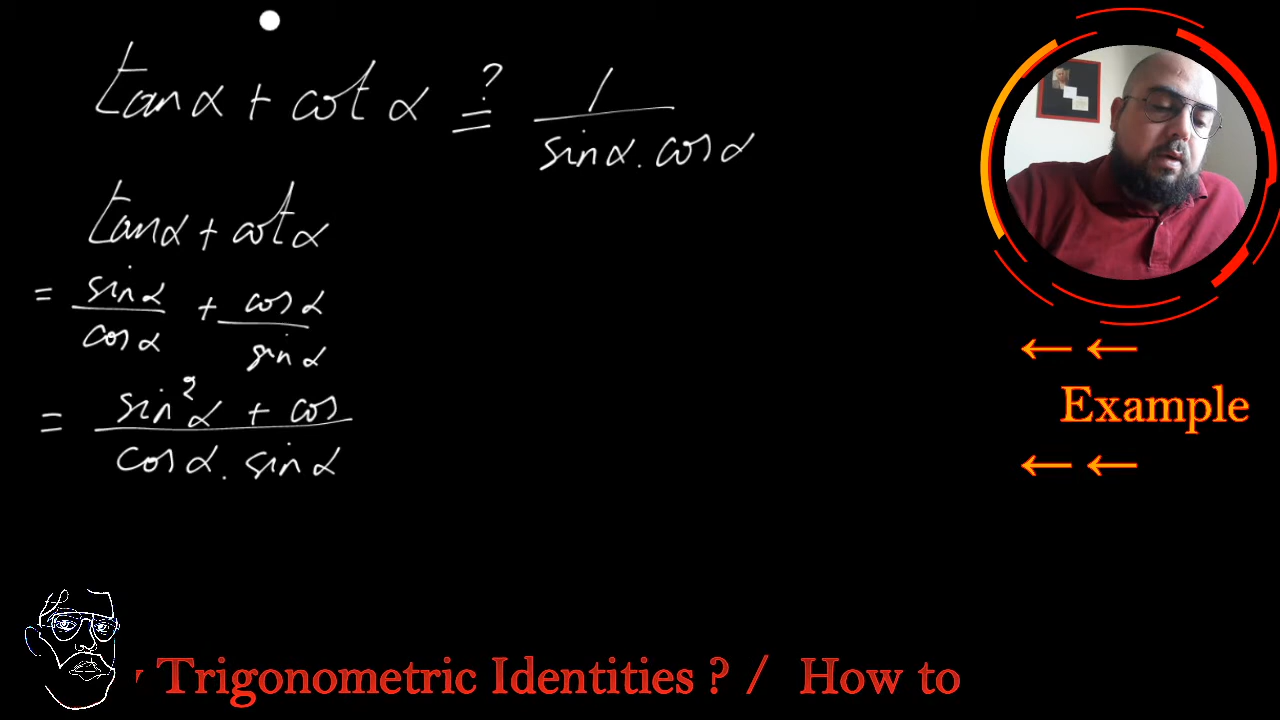 tanα + cot α ?= 1 / sinα . cosα
tanα + cotα
= sinα / cosα + cosα / sinα
= sin²α + cos / cosα . sinα
← ←
Example
← ←
Trigonometric Identities ? / How to